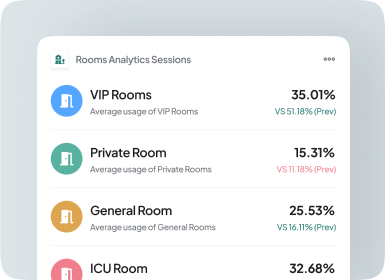 Rooms Analytics Sessions
VIP Rooms 35.01%
Average usage of VIP Rooms VS 51.18% (Prev)
Private Room 15.31%
Average usage of Private Rooms VS 11.18% (Prev)
General Room 25.53%
Average usage of General Rooms VS 16.11% (Prev)
ICU Room 32.68%